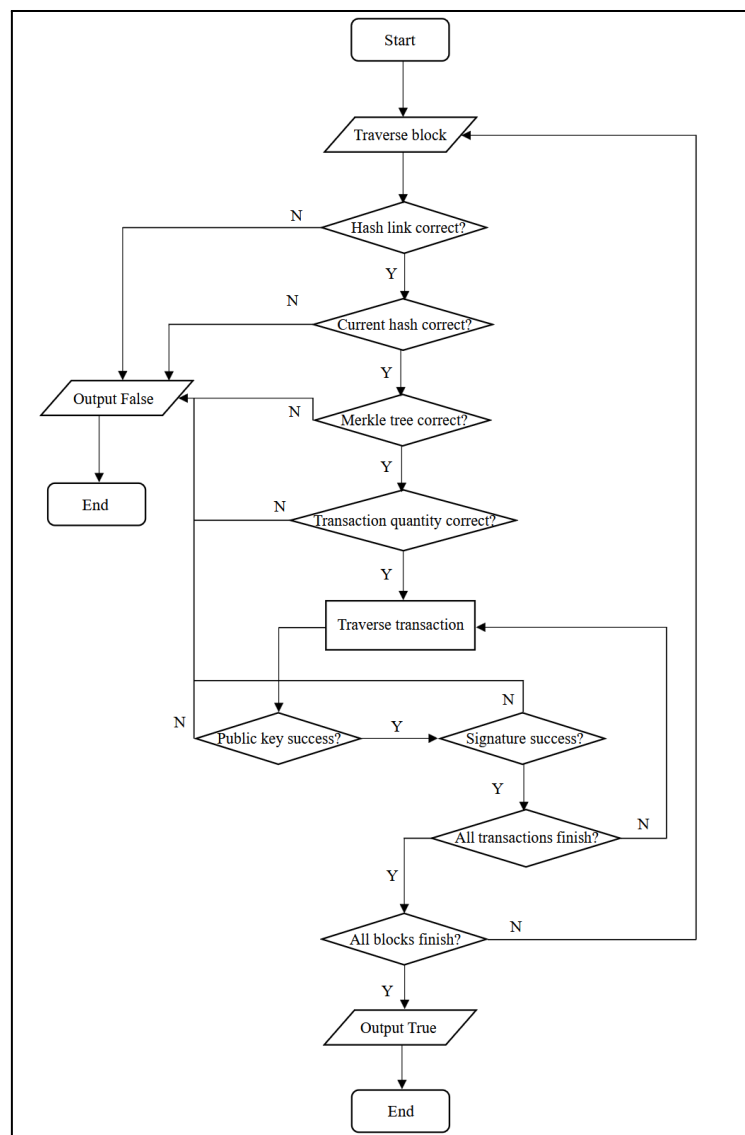 Start
Traverse block
N
Hash link correct?
Y
N
Current hash correct?
Y
Output False
N
Merkle tree correct?
Y
End
N
Transaction quantity correct?
Y
Traverse transaction
N
N
Public key success?
Y
Signature success?
Y
All transactions finish?
N
Y
All blocks finish?
N
Y
Output True
End